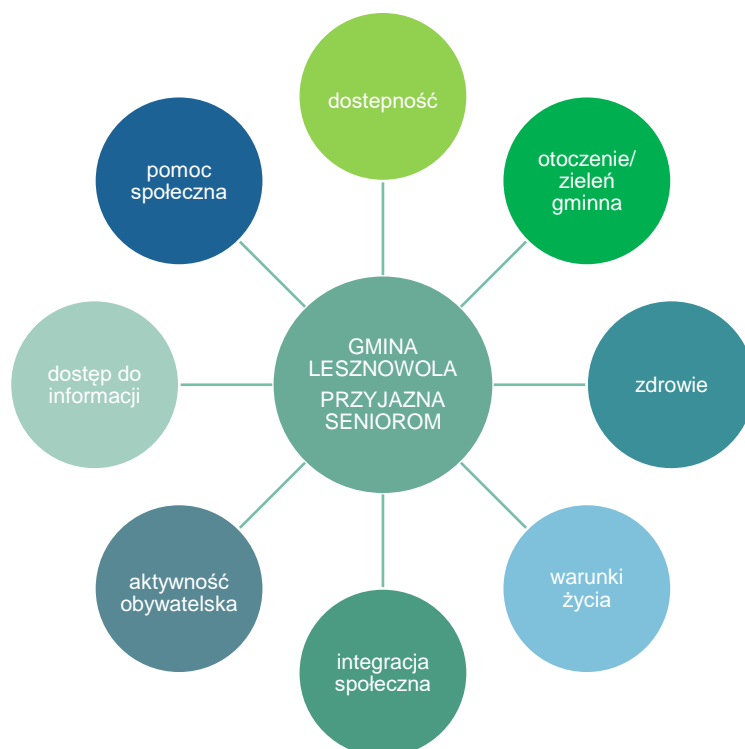 dostepność
otoczenie/
zieleń
gminna
zdrowie
warunki
życia
integracja
społeczna
aktywność
obywatelska
dostęp do
informacji
pomoc
społeczna
GMINA
LESZNOWOLA
PRZYJAZNA
SENIOROM